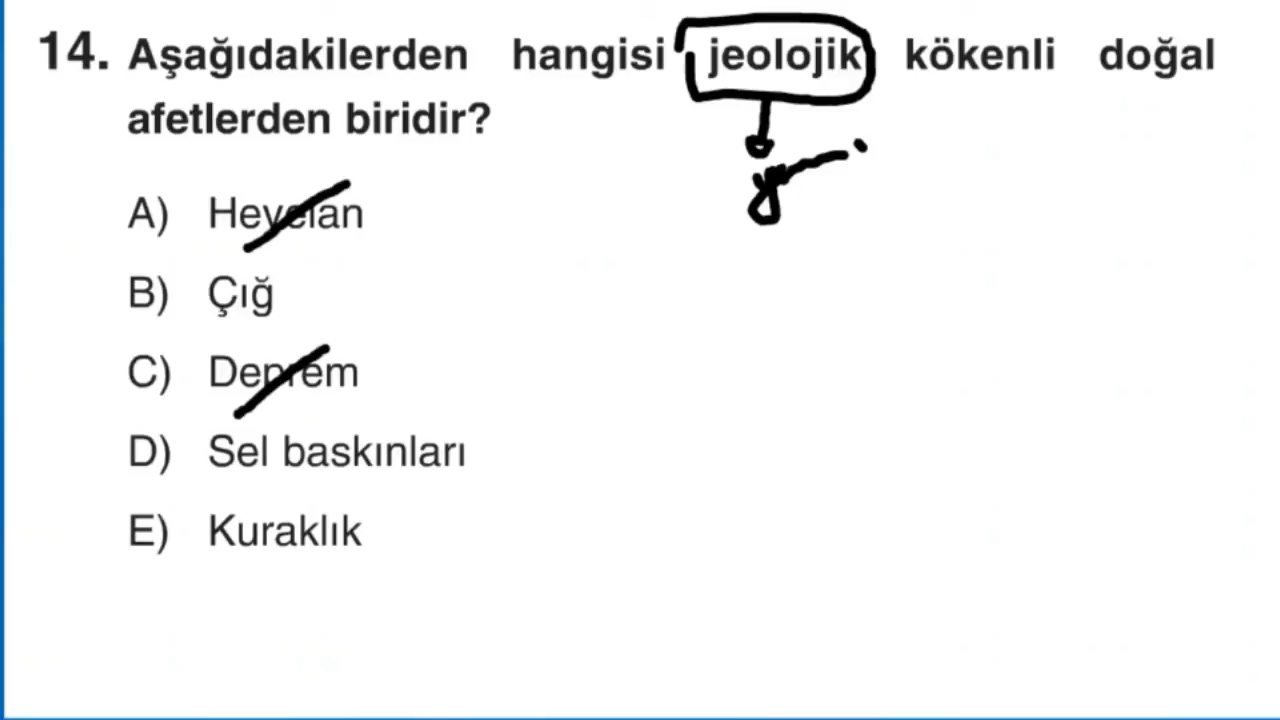 14. Aşağıdakilerden hangisi jeolojik kökenli doğal
afetlerden biridir?
A) Heyelan
B) Çığ
C) Deprem
D) Sel baskınları
E) Kuraklık